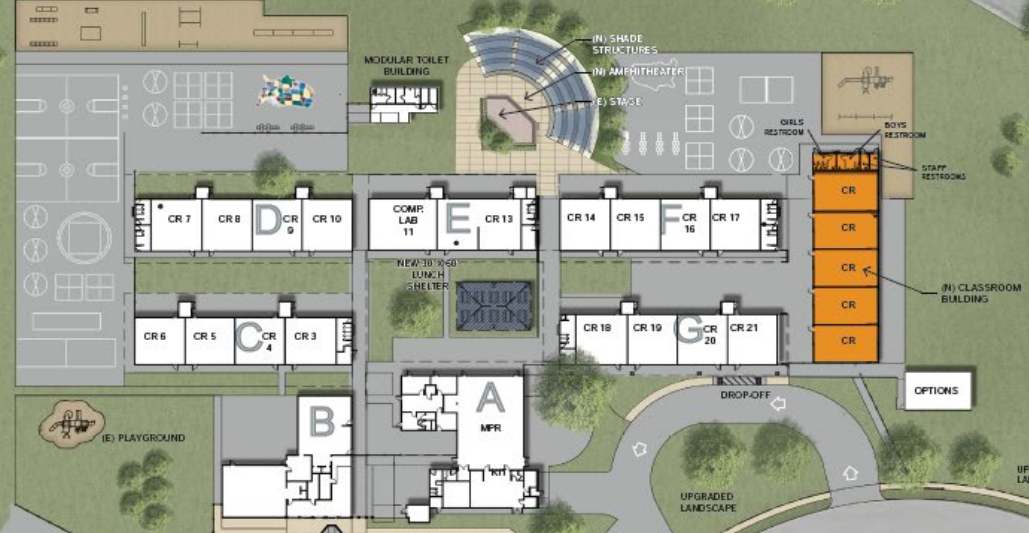 (N) SHADE
STRUCTURES
MODULAR TOILET
BUILDING
(N) AMPHITHEATER
(E) STAGE
GIRLS
RESTROOM
BOYS
RESTROOM
STAFF
RESTROOMS
CR
CR 7
CR 8
D
CR
9
CR 10
COMP.
LAB
11
E
CR 13
CR 14
CR 15
F
CR
16
CR 17
CR
CR
NEW 30' X 60'
LUNCH
SHELTER
(N) CLASSROOM
BUILDING
CR
CR 6
CR 5
C
CR
4
CR 3
CR 18
CR 19
G
CR
20
CR 21
CR
OPTIONS
DROP-OFF
B
A
MPR
(E) PLAYGROUND
KIT
UPGRADED
LANDSCAPE
UP
LA